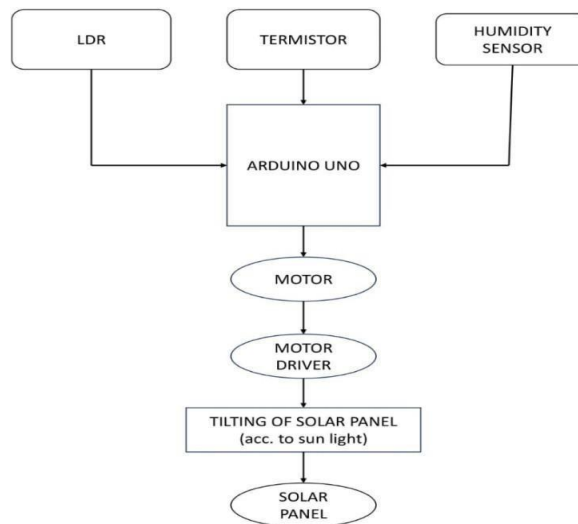 LDR
TERMISTOR
HUMIDITY
SENSOR
ARDUINO UNO
MOTOR
MOTOR
DRIVER
TILTING OF SOLAR PANEL
(acc. to sun light)
SOLAR
PANEL